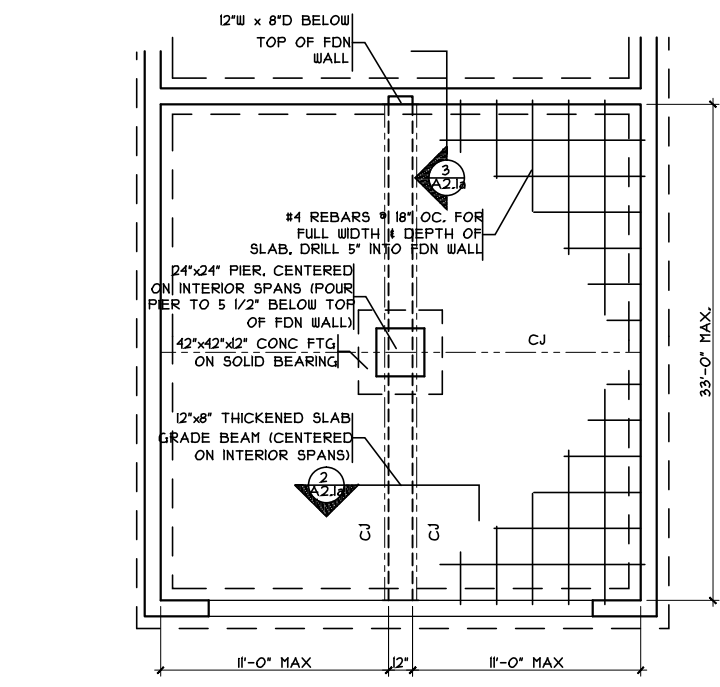 12"W x 8"D BELOW
TOP OF FDN
WALL
3
A2.1a
#4 REBARS @ 18" OC. FOR
FULL WIDTH & DEPTH OF
SLAB, DRILL 5" INTO FDN WALL
24"x24" PIER, CENTERED
ON INTERIOR SPANS (POUR
PIER TO 5 1/2" BELOW TOP
OF FDN WALL)
42"x42"x12" CONC FTG
ON SOLID BEARING
CJ
33'-0" MAX.
12"x8" THICKENED SLAB
GRADE BEAM (CENTERED
ON INTERIOR SPANS)
2
A2.1a
CJ
CJ
11'-0" MAX
12"
11'-0" MAX